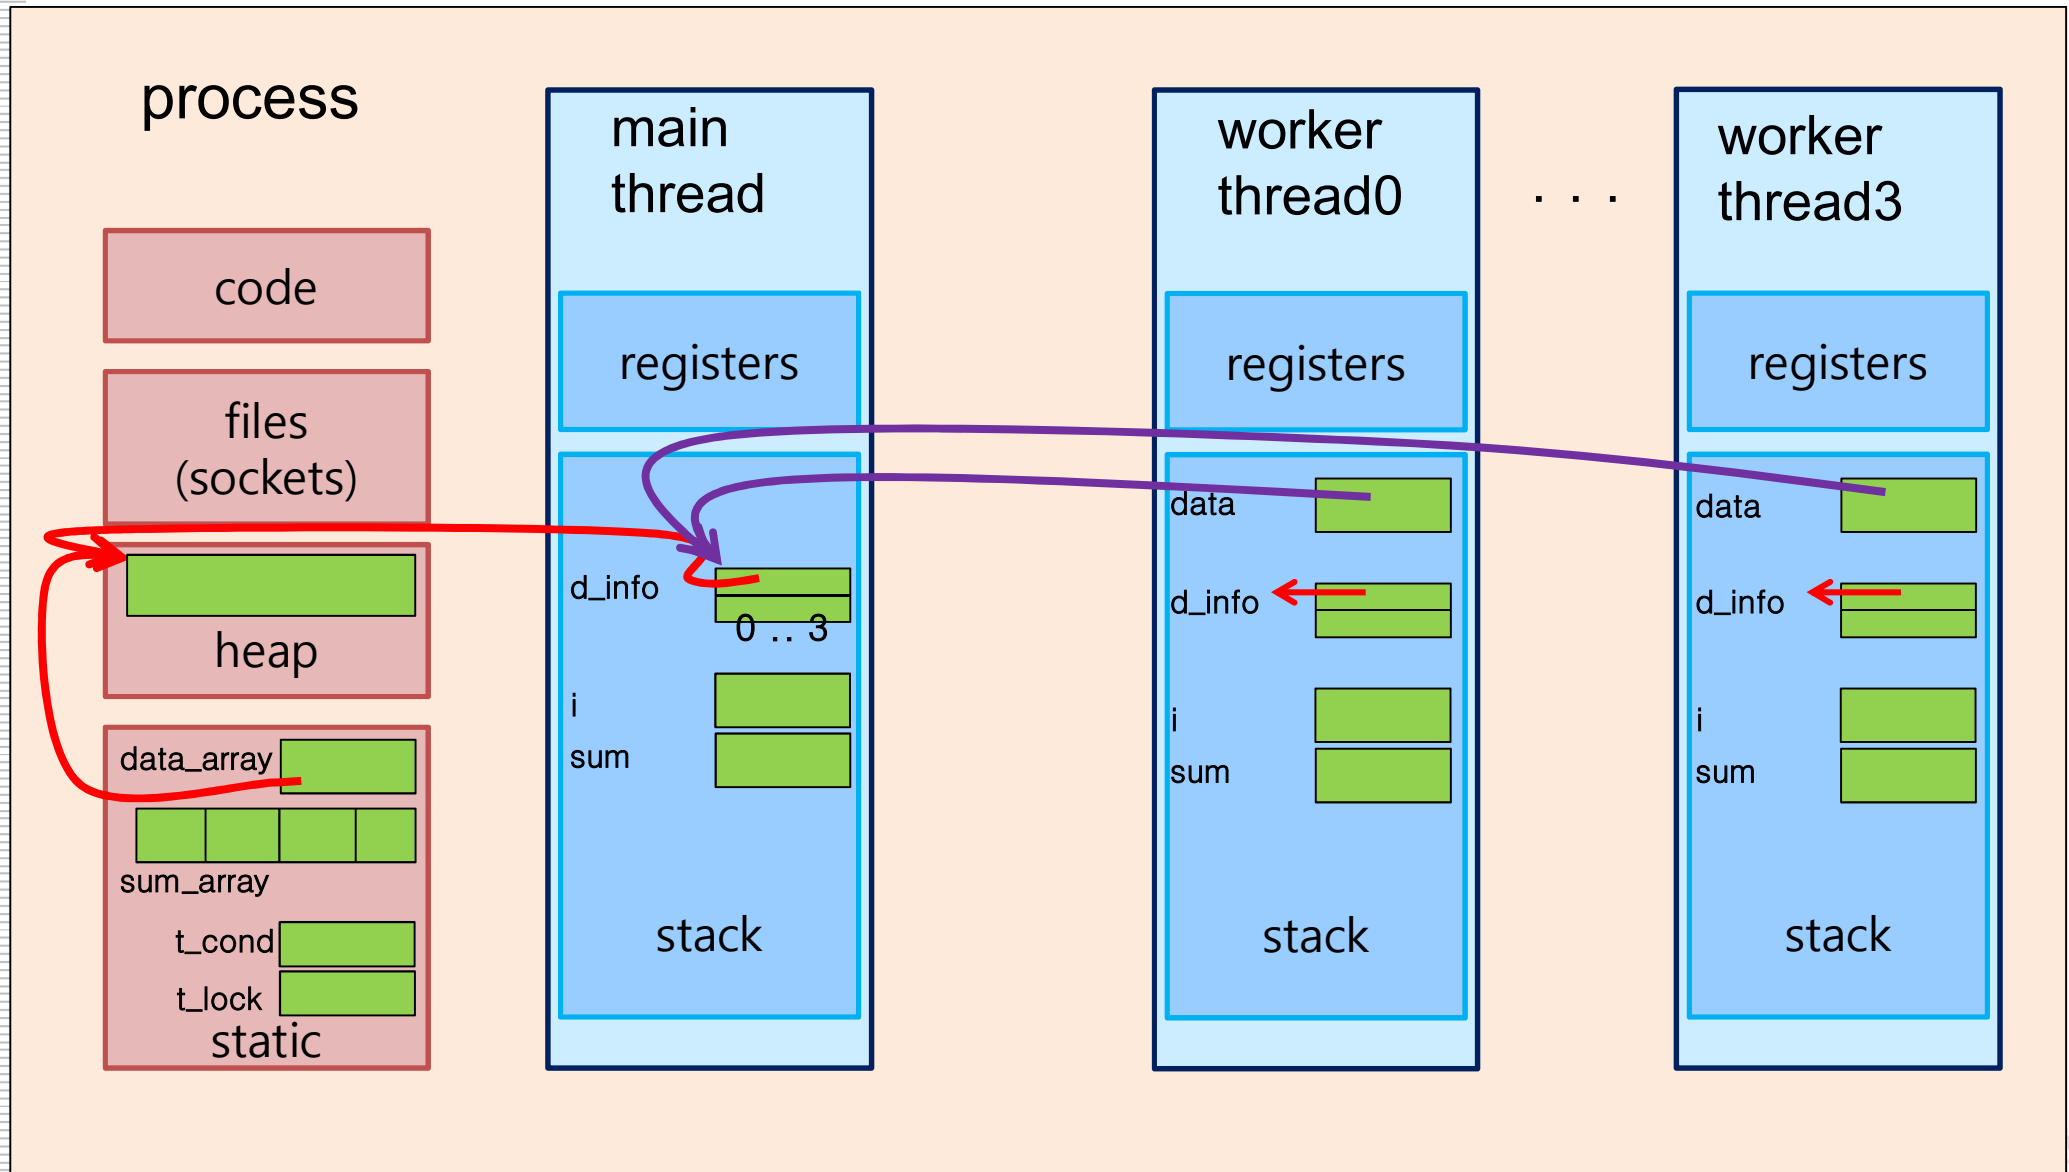 process
code
files
(sockets)
heap
data_array
sum_array
t_cond
t_lock
static
main
thread
registers
d_info
0 .. 3
i
sum
stack
worker
thread0
registers
data
d_info
i
sum
stack
. . .
worker
thread3
registers
data
d_info
i
sum
stack